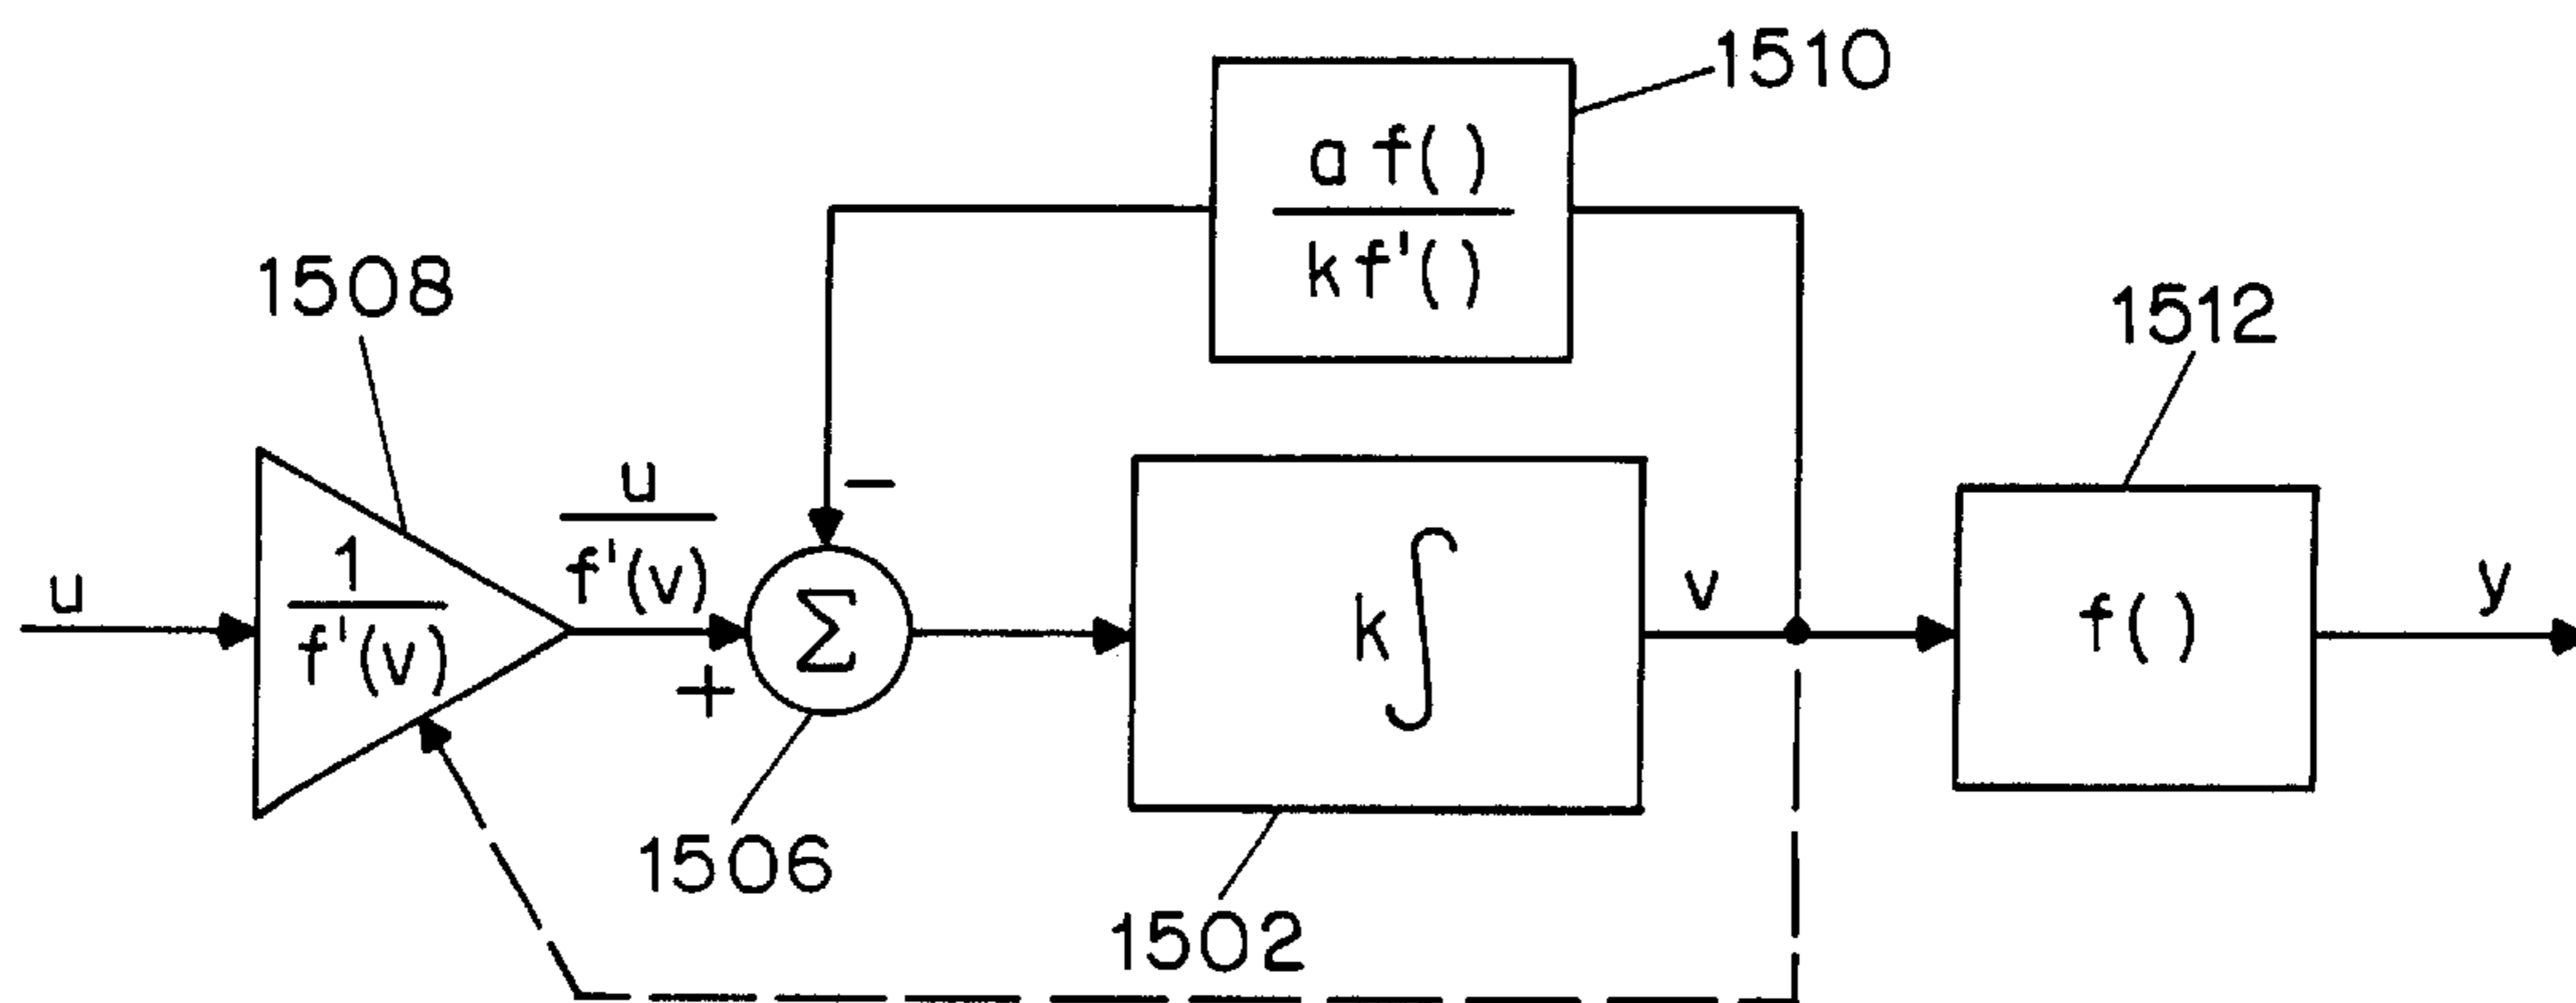 1510
a f( )
k f'( )
1508
1512
u
1
f'(v)
u
f'(v)
−
+
Σ
k∫
v
f( )
y
1506
1502